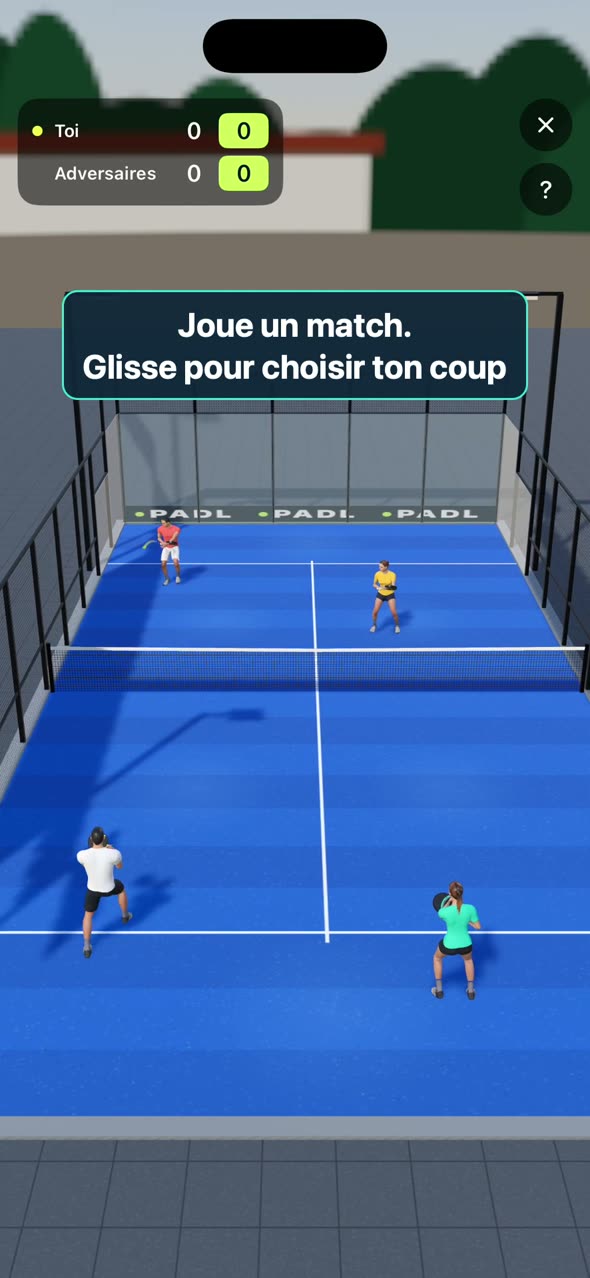 Toi 0 0
Adversaires 0 0
?
Joue un match.
Glisse pour choisir ton coup
PADL PADL PADL